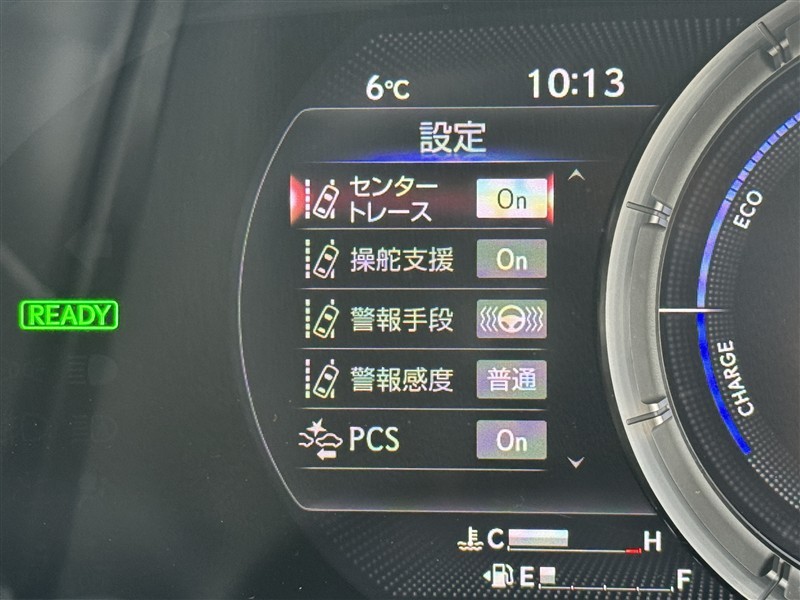 6°C 10:13
設定
センター
トレース On
操舵支援 On
警報手段
警報感度 普通
PCS On
READY
ECO
CHARGE
C H
E F